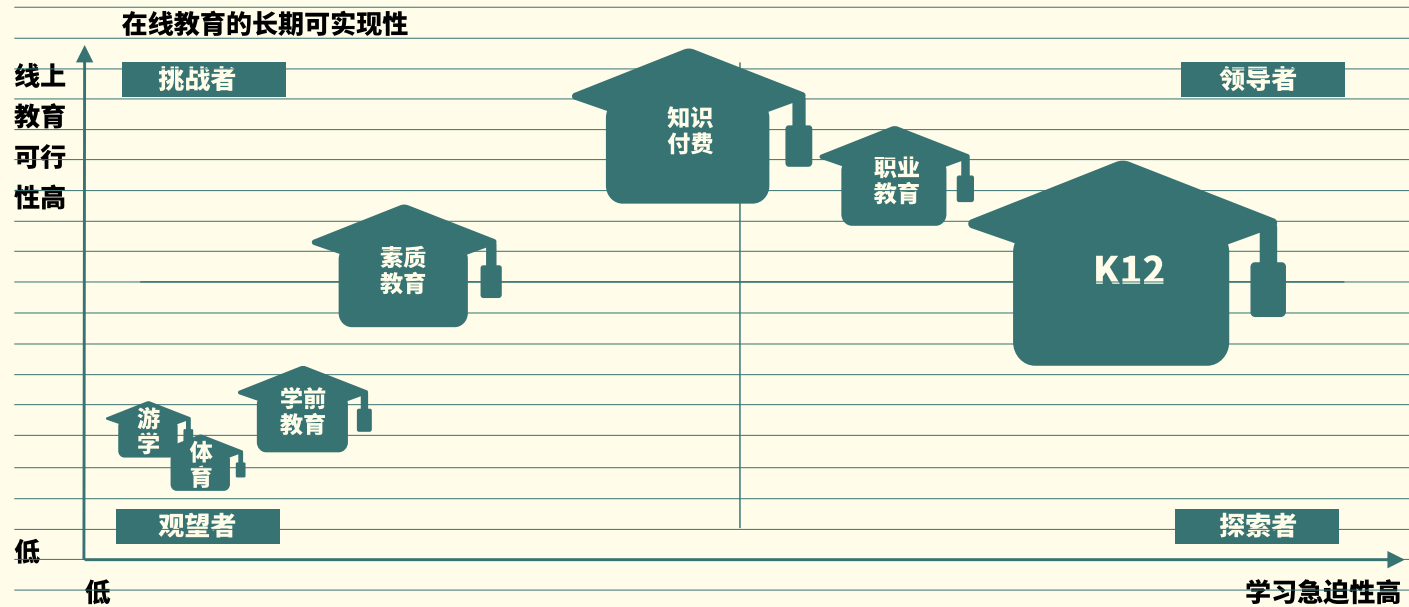 在线教育的长期可实现性
线上
教育
可行
性高
挑战者
领导者
知识
付费
职业
教育
素质
教育
K12
学前
教育
游
学
体
育
观望者
探索者
低
低
学习急迫性高